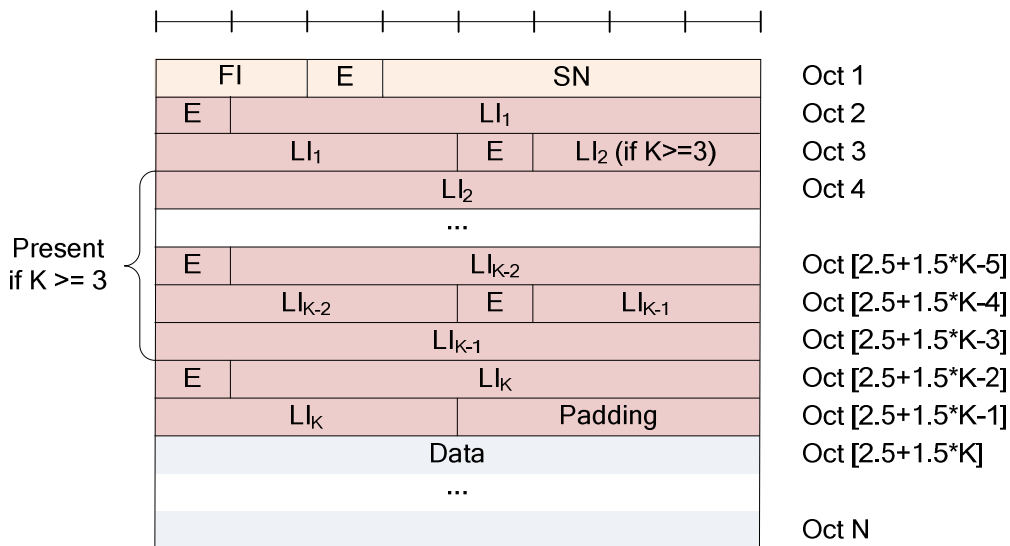 FI E SN Oct 1
E LI1 Oct 2
LI1 E LI2 (if K>=3) Oct 3
LI2 Oct 4
...
Present
if K >= 3
E LIK-2 Oct [2.5+1.5*K-5]
LIK-2 E LIK-1 Oct [2.5+1.5*K-4]
LIK-1 Oct [2.5+1.5*K-3]
E LIK Oct [2.5+1.5*K-2]
LIK Padding Oct [2.5+1.5*K-1]
Data Oct [2.5+1.5*K]
...
Oct N